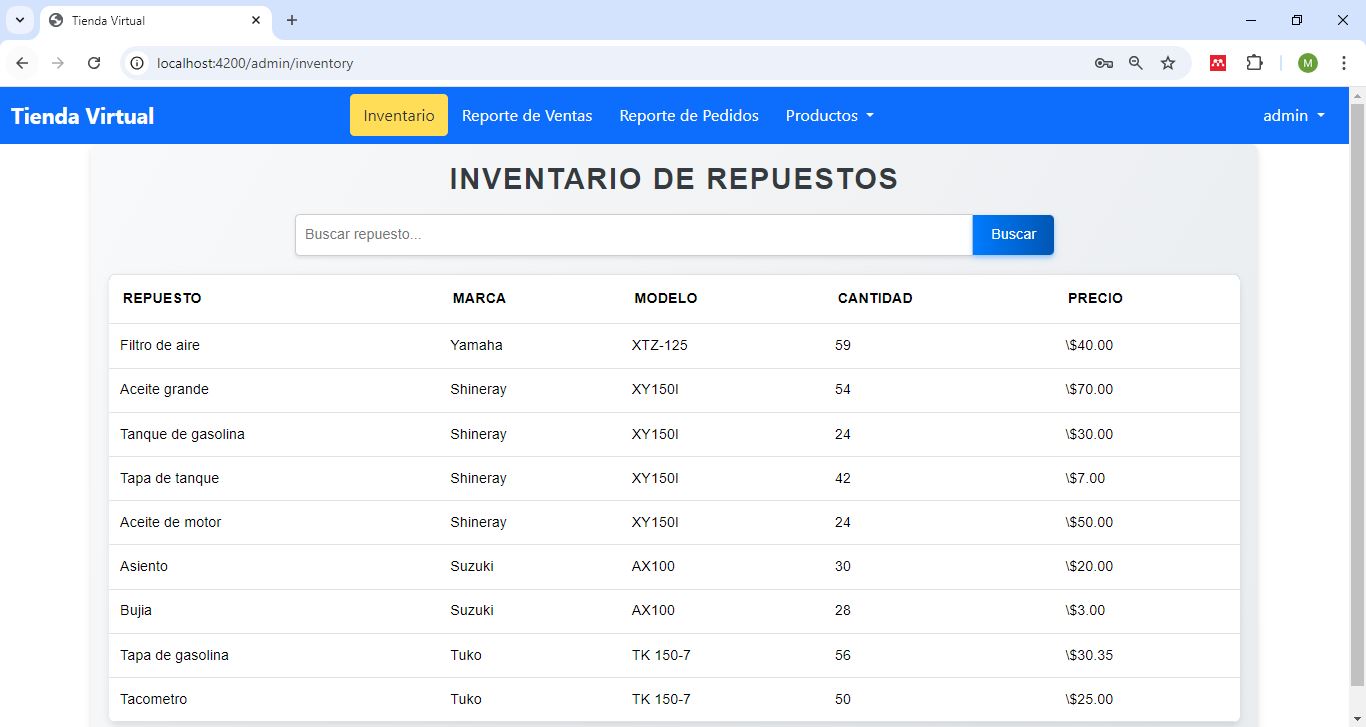 Tienda Virtual
localhost:4200/admin/inventory
M
Tienda Virtual Inventario Reporte de Ventas Reporte de Pedidos Productos admin
INVENTARIO DE REPUESTOS
Buscar repuesto... Buscar
REPUESTO MARCA MODELO CANTIDAD PRECIO
Filtro de aire Yamaha XTZ-125 59 \$40.00
Aceite grande Shineray XY150I 54 \$70.00
Tanque de gasolina Shineray XY150I 24 \$30.00
Tapa de tanque Shineray XY150I 42 \$7.00
Aceite de motor Shineray XY150I 24 \$50.00
Asiento Suzuki AX100 30 \$20.00
Bujia Suzuki AX100 28 \$3.00
Tapa de gasolina Tuko TK 150-7 56 \$30.35
Tacometro Tuko TK 150-7 50 \$25.00